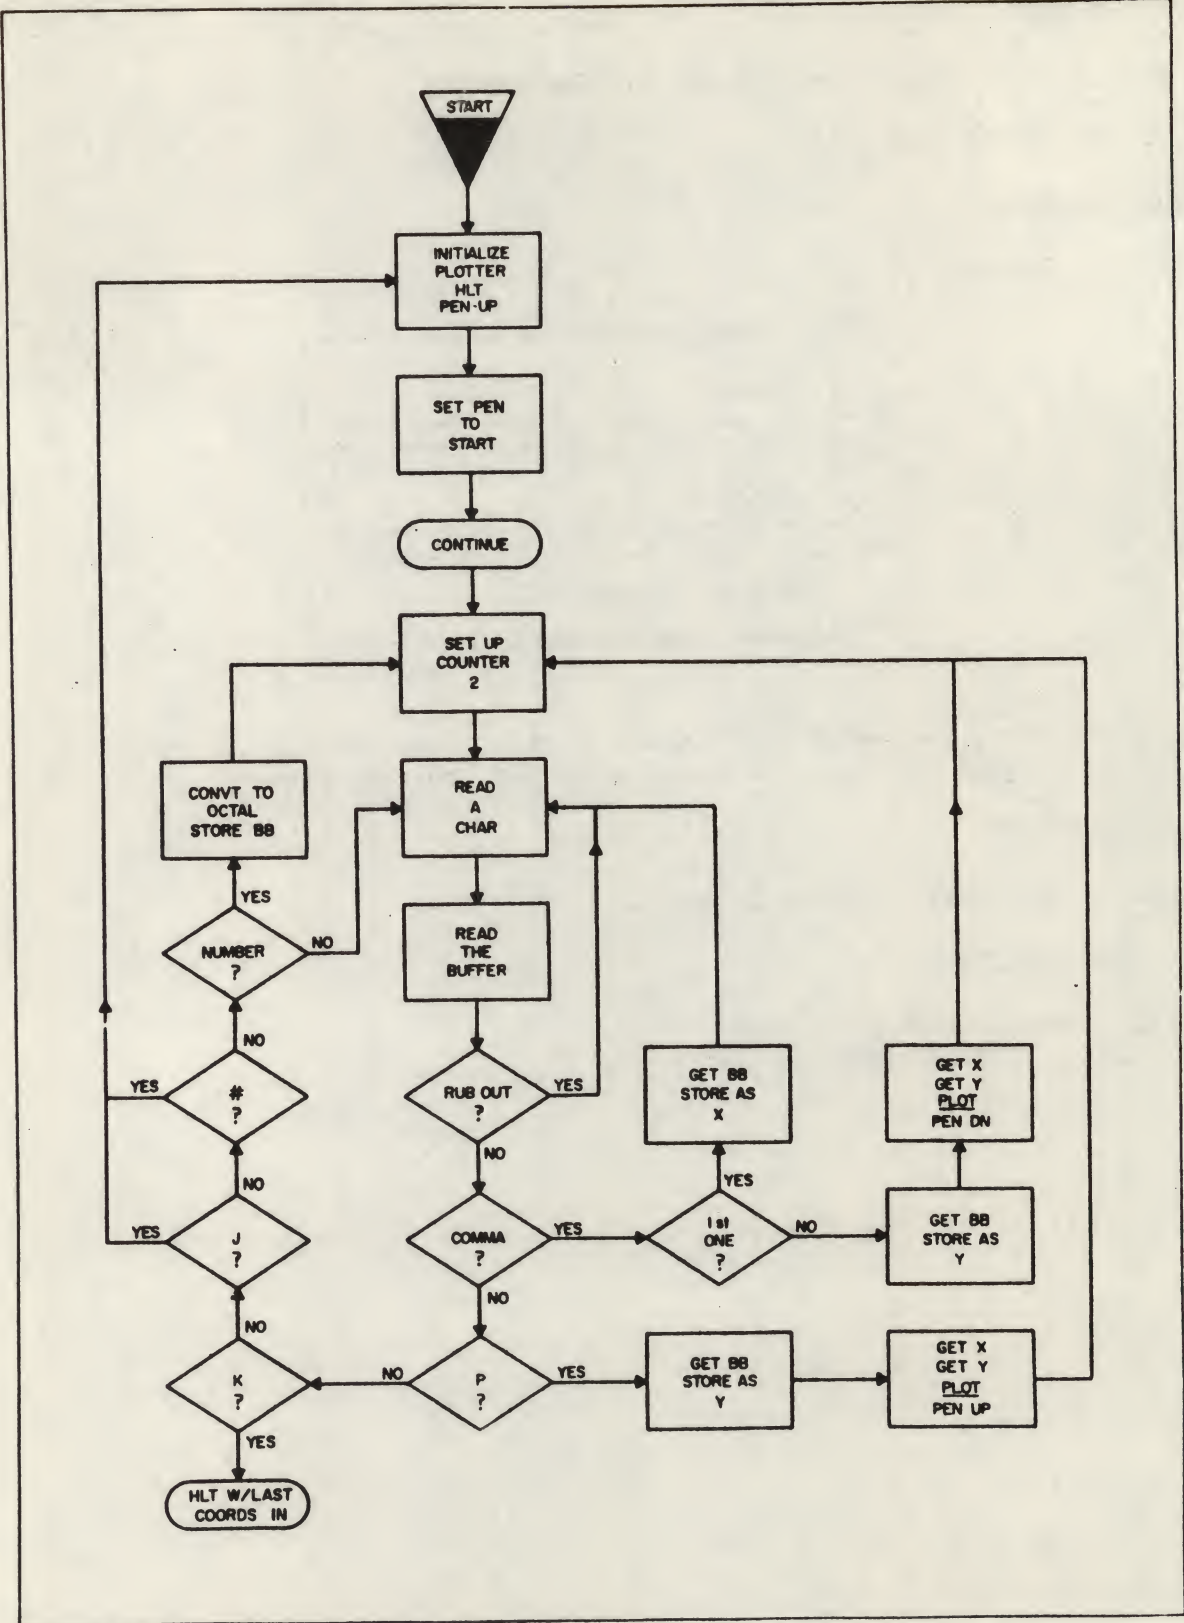 START
INITIALIZE
PLOTTER
HLT
PEN-UP
SET PEN
TO
START
CONTINUE
SET UP
COUNTER
2
CONVT TO
OCTAL
STORE BB
READ
A
CHAR
YES
NUMBER
?
NO
READ
THE
BUFFER
NO
YES
#
?
RUB OUT
?
YES
GET BB
STORE AS
X
GET X
GET Y
PLOT
PEN DN
NO
NO
YES
YES
J
?
COMMA
?
YES
1st
ONE
?
NO
GET BB
STORE AS
Y
NO
NO
K
?
NO
P
?
YES
GET BB
STORE AS
Y
GET X
GET Y
PLOT
PEN UP
YES
HLT W/LAST
COORDS IN